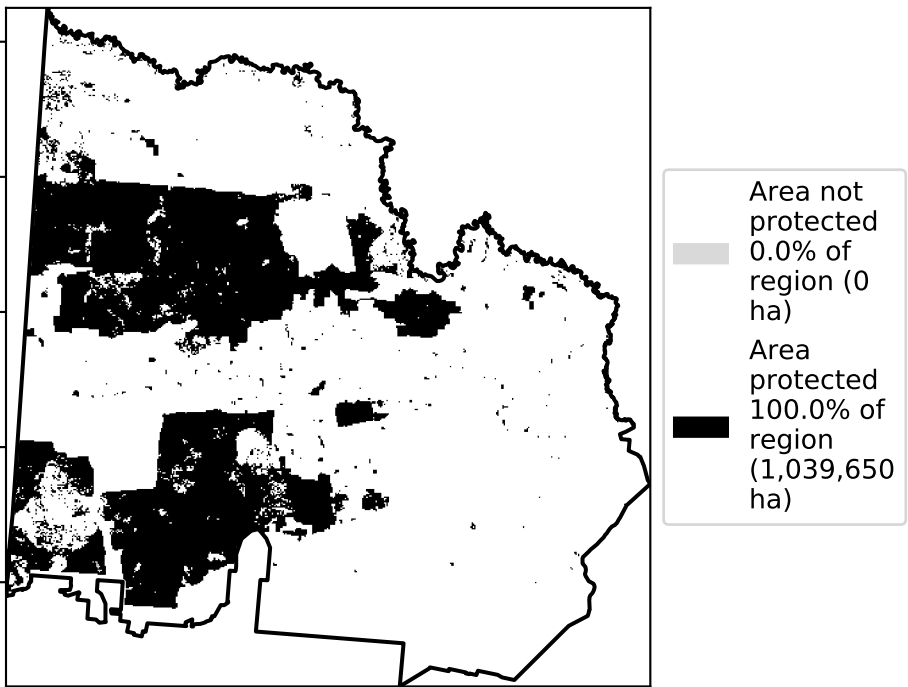 Area not
protected
0.0% of
region (0
ha)
Area
protected
100.0% of
region
(1,039,650
ha)